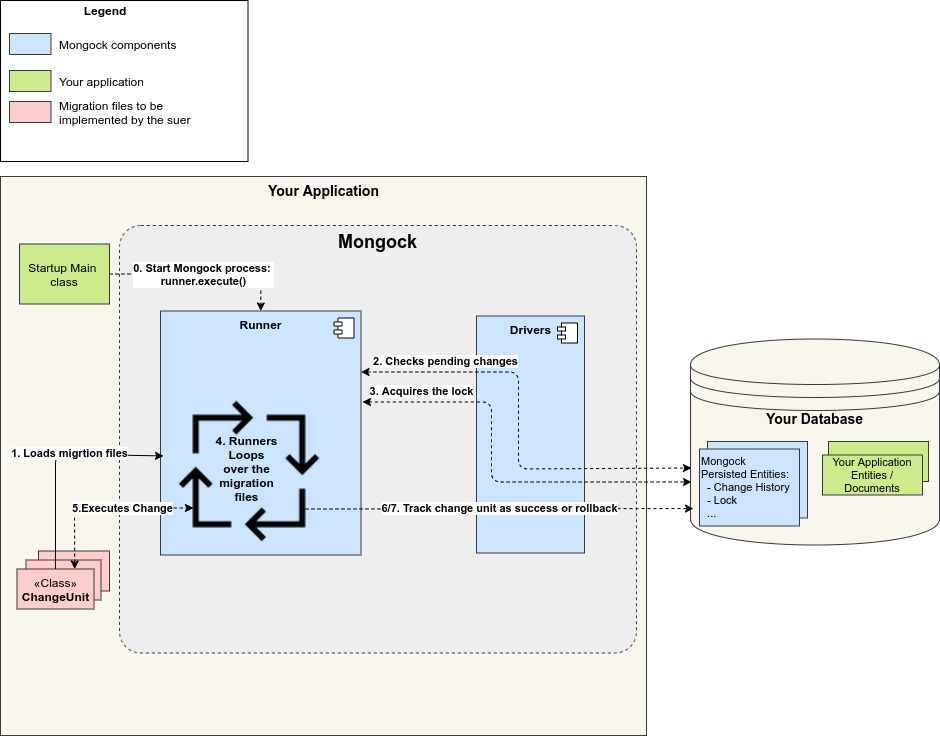 Legend
Mongock components
Your application
Migration files to be
implemented by the suer
Your Application
Mongock
Startup Main
class
0. Start Mongock process:
runner.execute()
Runner
Drivers
2. Checks pending changes
3. Acquires the lock
Your Database
4. Runners
Loops
over the
migration
files
1. Loads migrtion files
Mongock
Persisted Entities:
- Change History
- Lock
...
Your Application
Entities /
Documents
5.Executes Change
6/7. Track change unit as success or rollback
«Class»
ChangeUnit